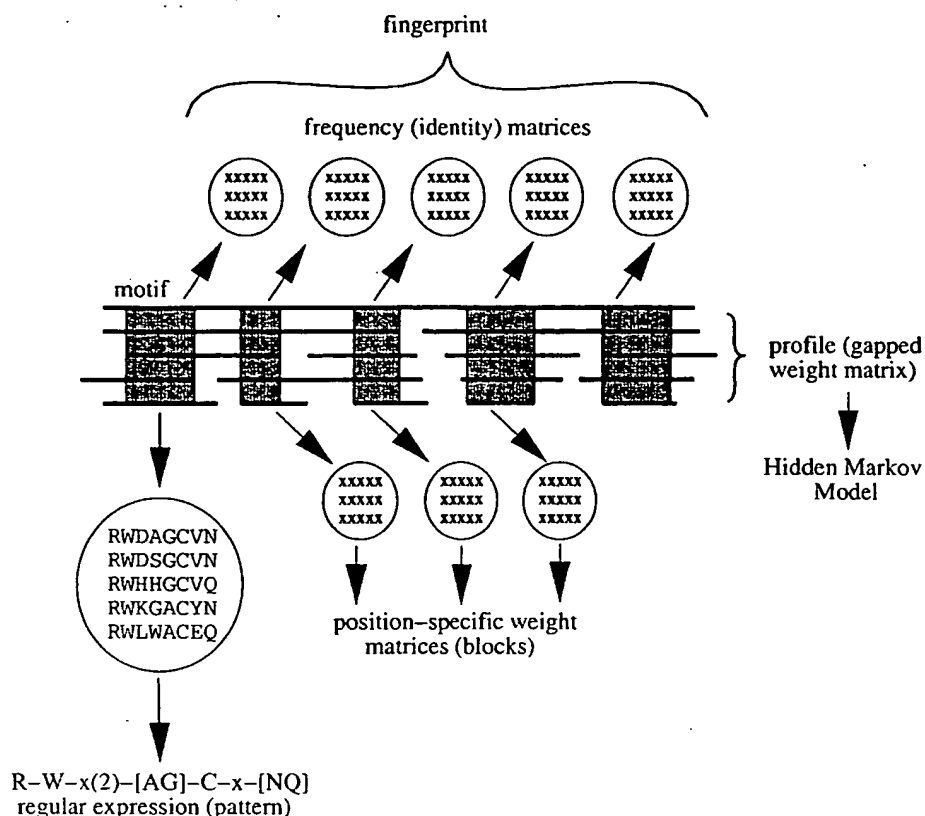 fingerprint
frequency (identity) matrices
xxxxx xxxxx xxxxx xxxxx xxxxx
xxxxx xxxxx xxxxx xxxxx xxxxx
xxxxx xxxxx xxxxx xxxxx xxxxx
motif
profile (gapped
weight matrix)
Hidden Markov
Model
xxxxx xxxxx xxxxx
xxxxx xxxxx xxxxx
xxxxx xxxxx xxxxx
RWDAGCVN
RWDSGCVN
RWHHGCVQ
RWKGACYN
RWLWACEQ
position-specific weight
matrices (blocks)
R-W-x(2)-[AG]-C-x-[NQ]
regular expression (pattern)